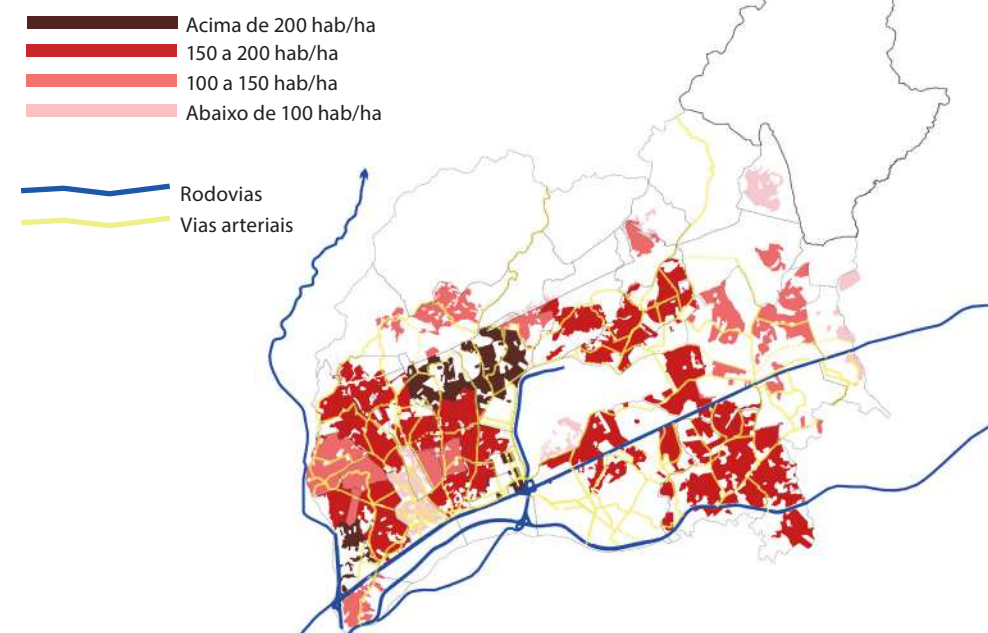 Acima de 200 hab/ha
150 a 200 hab/ha
100 a 150 hab/ha
Abaixo de 100 hab/ha
Rodovias
Vias arteriais